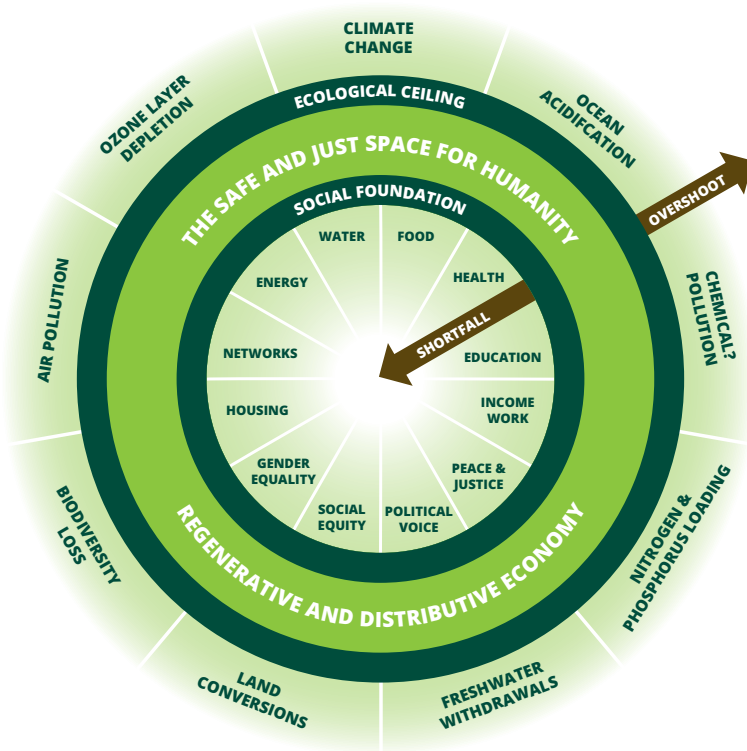 CLIMATE
CHANGE
OCEAN
ACIDIFCATION
CHEMICAL?
POLLUTION
NITROGEN &
PHOSPHORUS LOADING
FRESHWATER
WITHDRAWALS
LAND
CONVERSIONS
BIODIVERSITY
LOSS
AIR POLLUTION
OZONE LAYER
DEPLETION
OVERSHOOT
ECOLOGICAL CEILING
THE SAFE AND JUST SPACE FOR HUMANITY
SOCIAL FOUNDATION
WATER
FOOD
HEALTH
SHORTFALL
EDUCATION
INCOME
WORK
PEACE &
JUSTICE
POLITICAL
VOICE
SOCIAL
EQUITY
GENDER
EQUALITY
HOUSING
NETWORKS
ENERGY
REGENERATIVE AND DISTRIBUTIVE ECONOMY